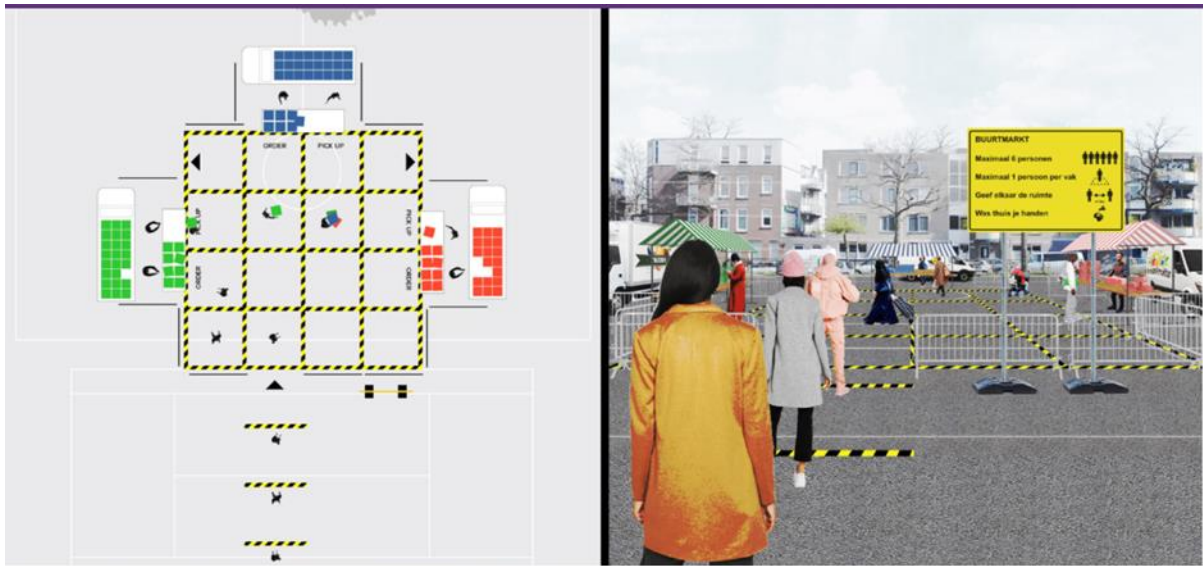 ORDER PICK UP
PICK UP
ORDER
PICK UP
ORDER
BUURTMARKT
Maximaal 6 personen
Maximaal 1 persoon per vak
Geef elkaar de ruimte
Was thuis je handen